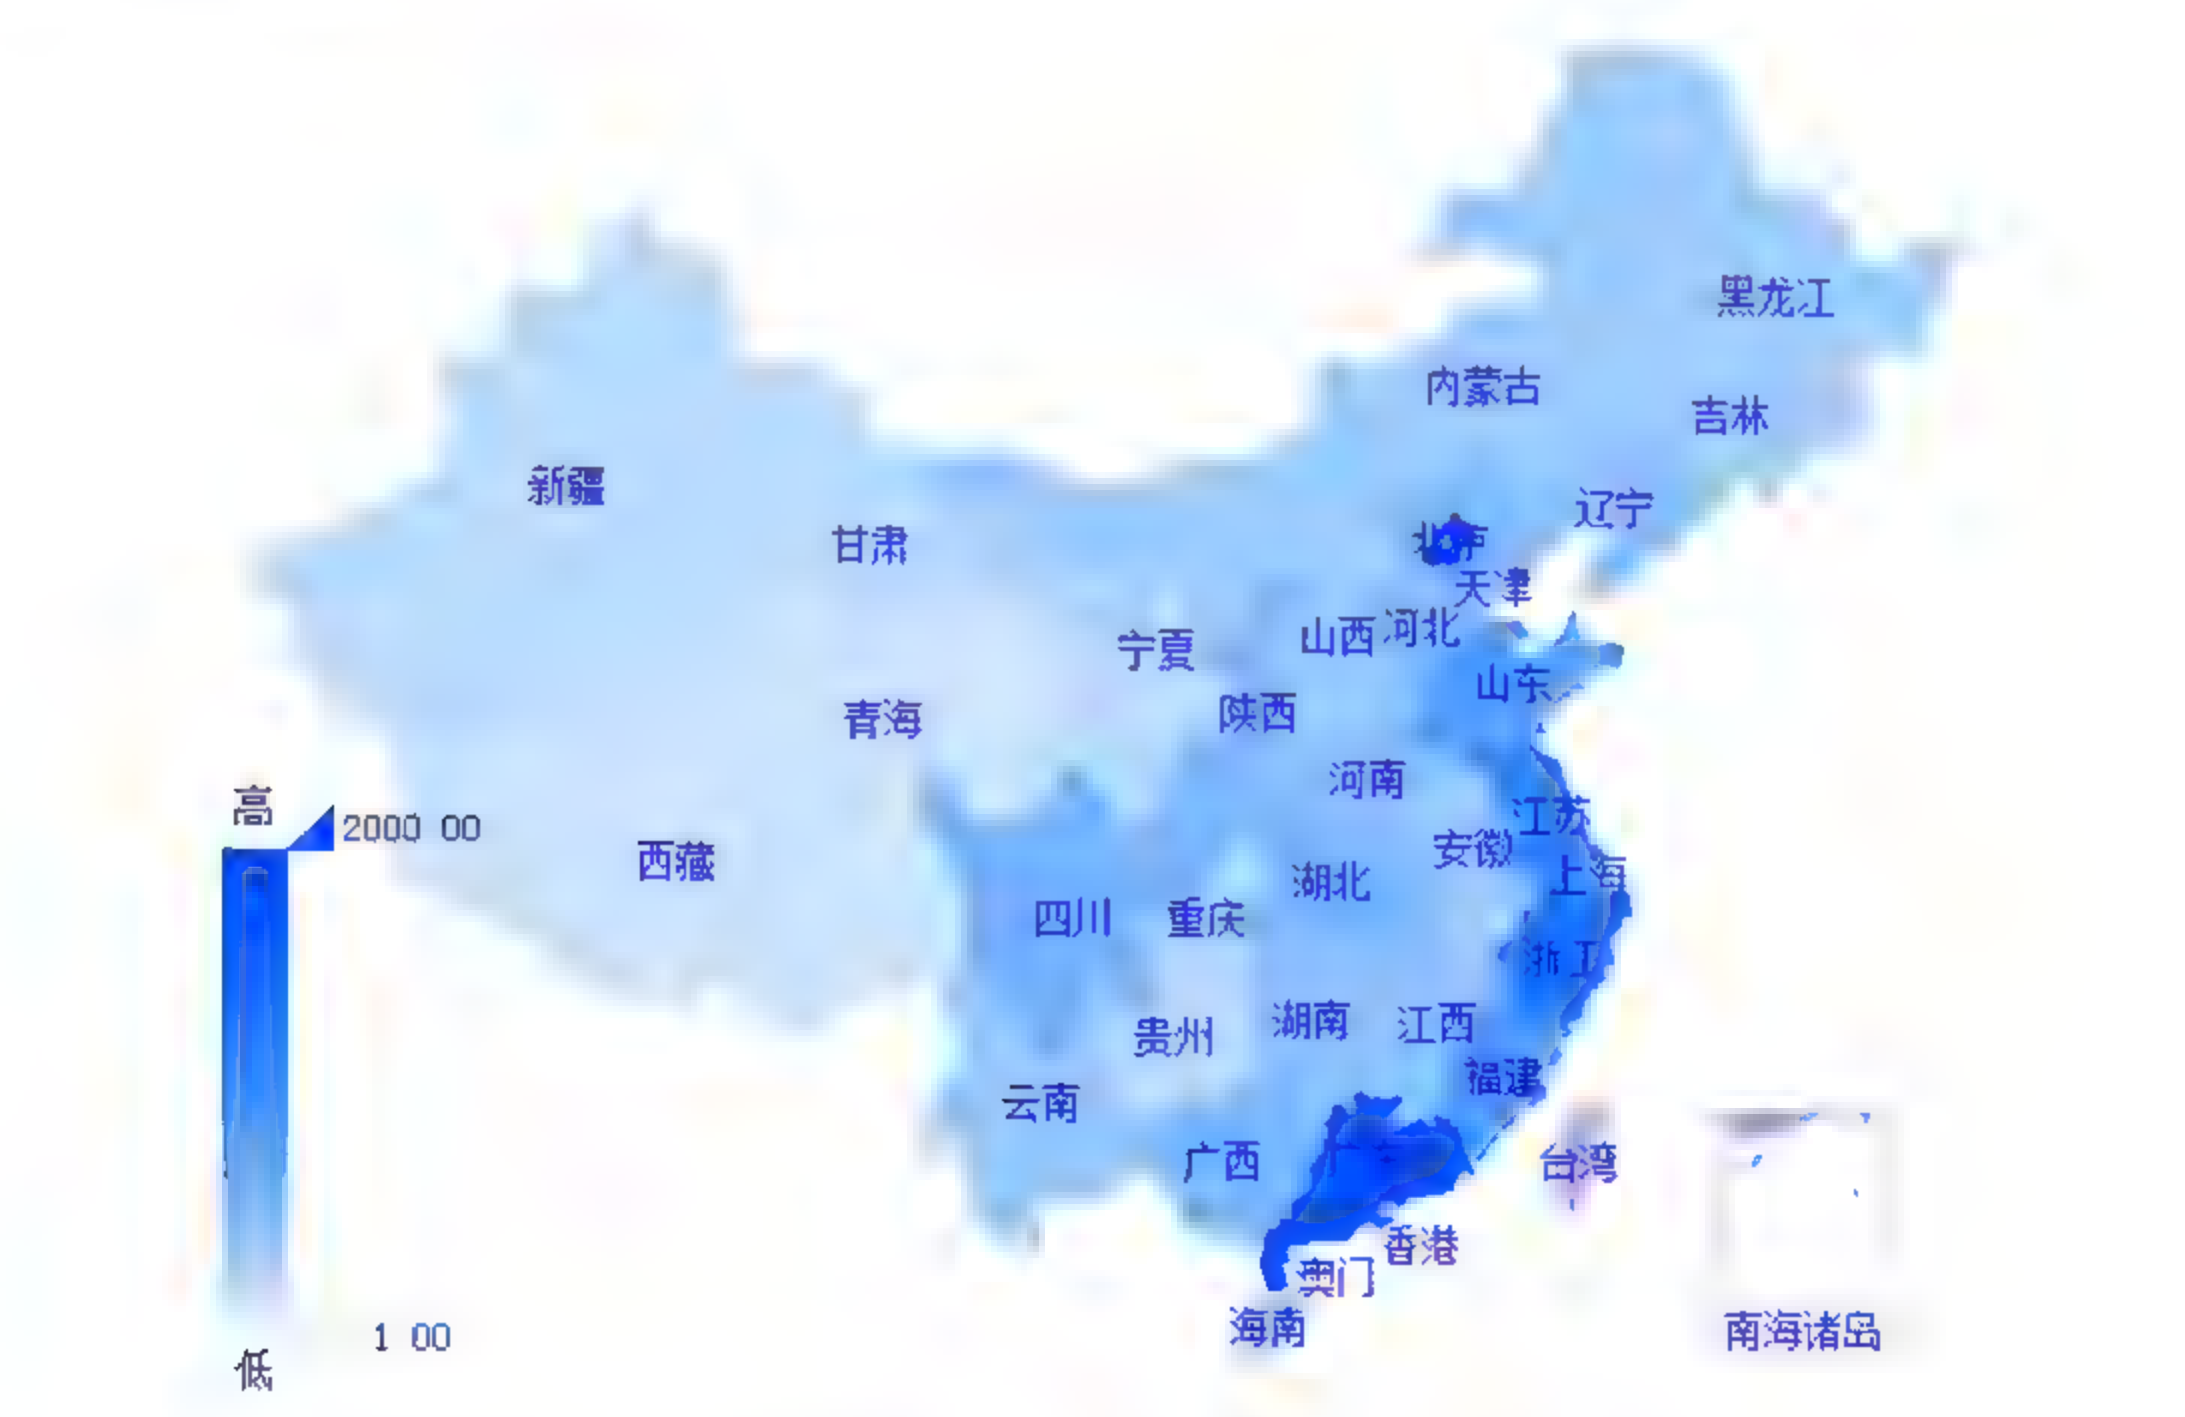 黑龙江
内蒙古
吉林
新疆
辽宁
甘肃
北京
天津
宁夏
山西
河北
山东
青海
陕西
河南
高
2000 00
江苏
安徽
西藏
上海
湖北
四川
重庆
浙江
贵州
湖南
江西
福建
云南
广西
广东
台湾
香港
澳门
海南
南海诸岛
1 00
低